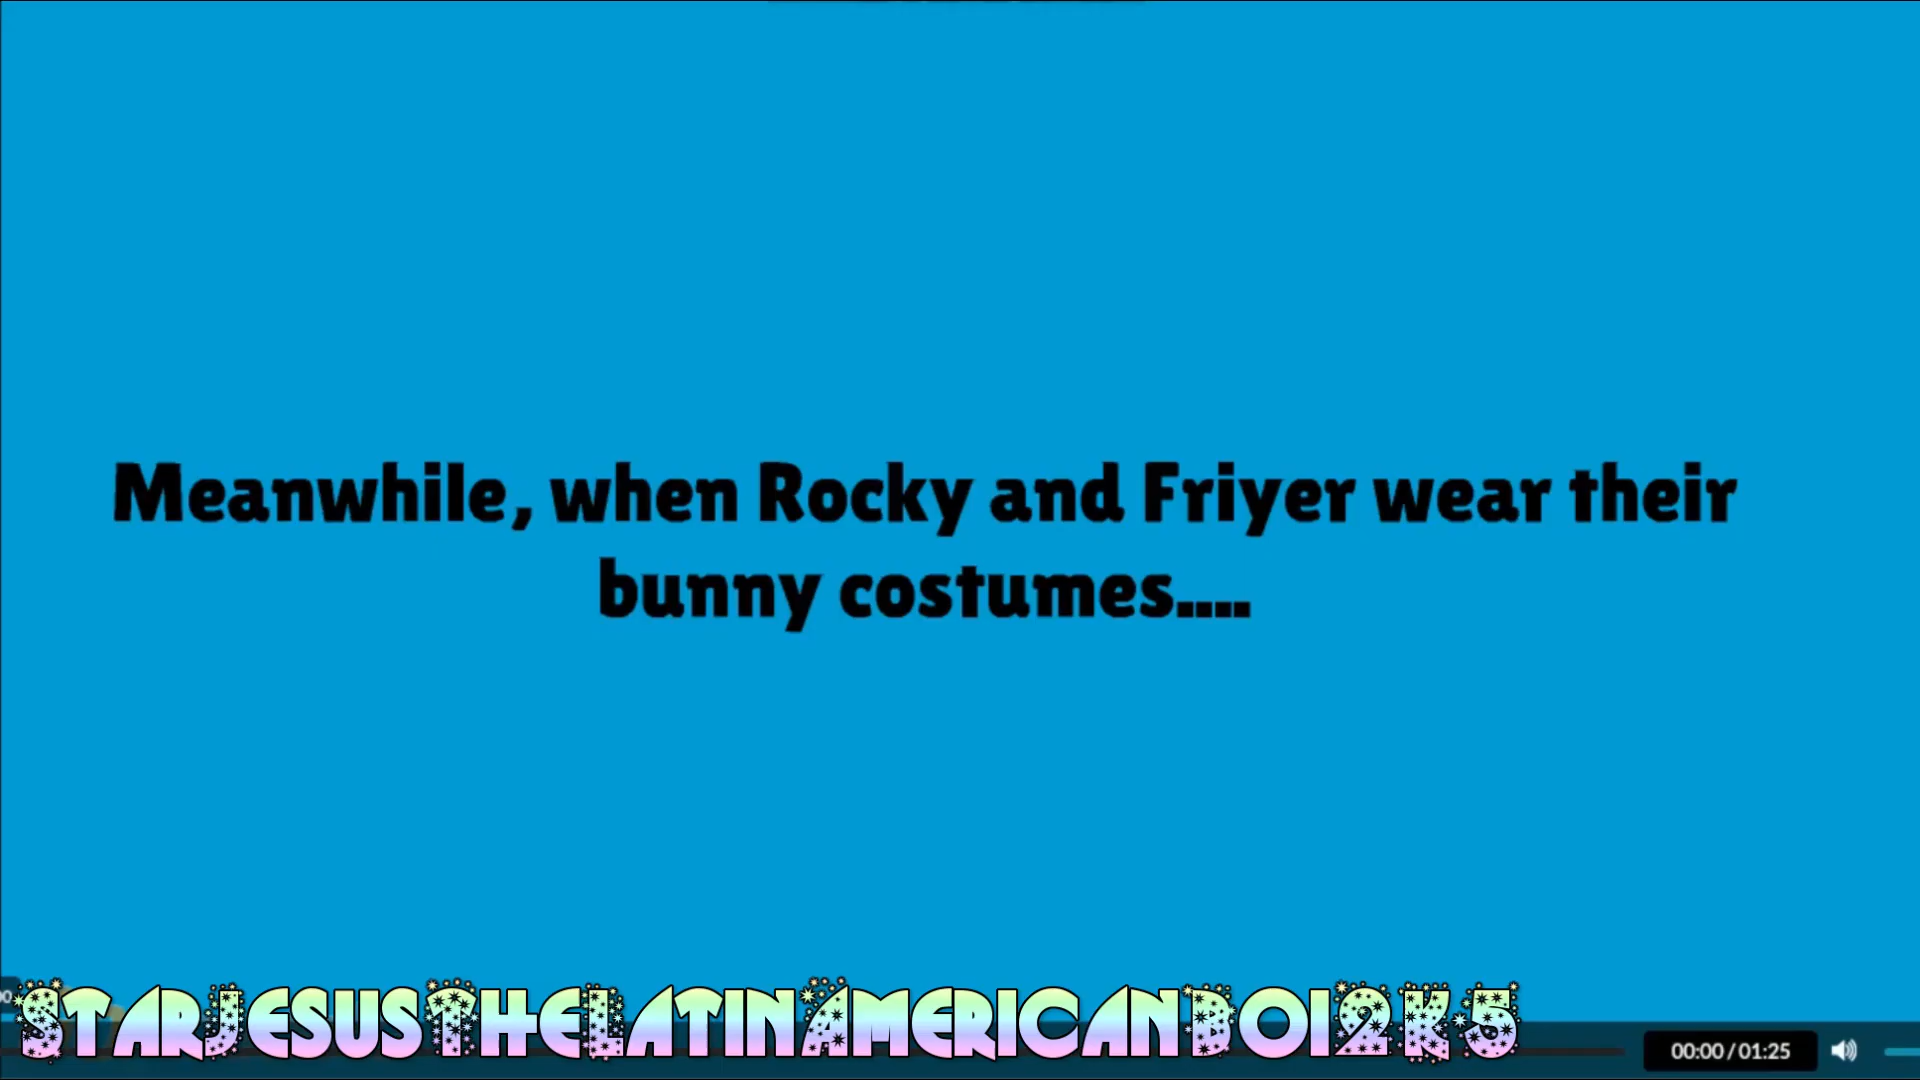 Meanwhile, when Rocky and Friyer wear their
bunny costumes....
STARJESUSTHELATINAMERICANBOI2K5
00:00/01:25